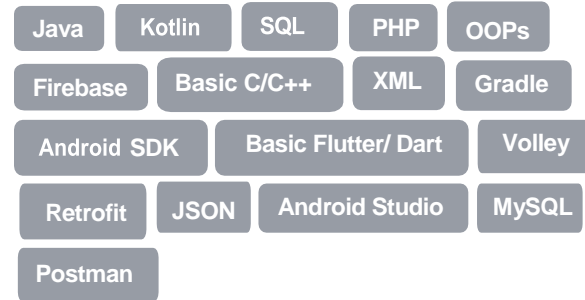 Java Kotlin SQL PHP OOPs
Firebase Basic C/C++ XML Gradle
Android SDK Basic Flutter/ Dart Volley
Retrofit JSON Android Studio MySQL
Postman